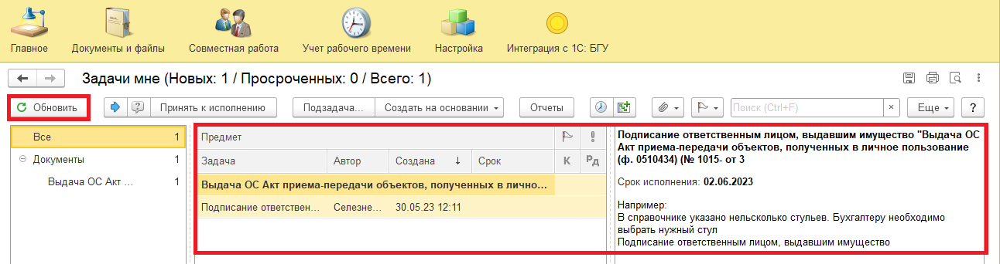 Главное
Документы и файлы
Совместная работа
Учет рабочего времени
Настройка
Интеграция с 1С: БГУ
Задачи мне (Новых: 1 / Просроченных: 0 / Всего: 1)
Обновить
Принять к исполнению
Подзадача...
Создать на основании
Отчеты
Поиск (Ctrl+F)
×
Еще
?
Все 1
Документы 1
Выдача ОС Акт ... 1
Предмет
Задача Автор Создана ↓ Срок К Рд
Выдача ОС Акт приема-передачи объектов, полученных в лично...
Подписание ответствен... Селезне... 30.05.23 12:11
Подписание ответственным лицом, выдавшим имущество "Выдача ОС
Акт приема-передачи объектов, полученных в личное пользование
(ф. 0510434) (№ 1015- от 3
Срок исполнения: 02.06.2023
Например:
В справочнике указано нельсколько стульев. Бухгалтеру необходимо
выбрать нужный стул
Подписание ответственным лицом, выдавшим имущество